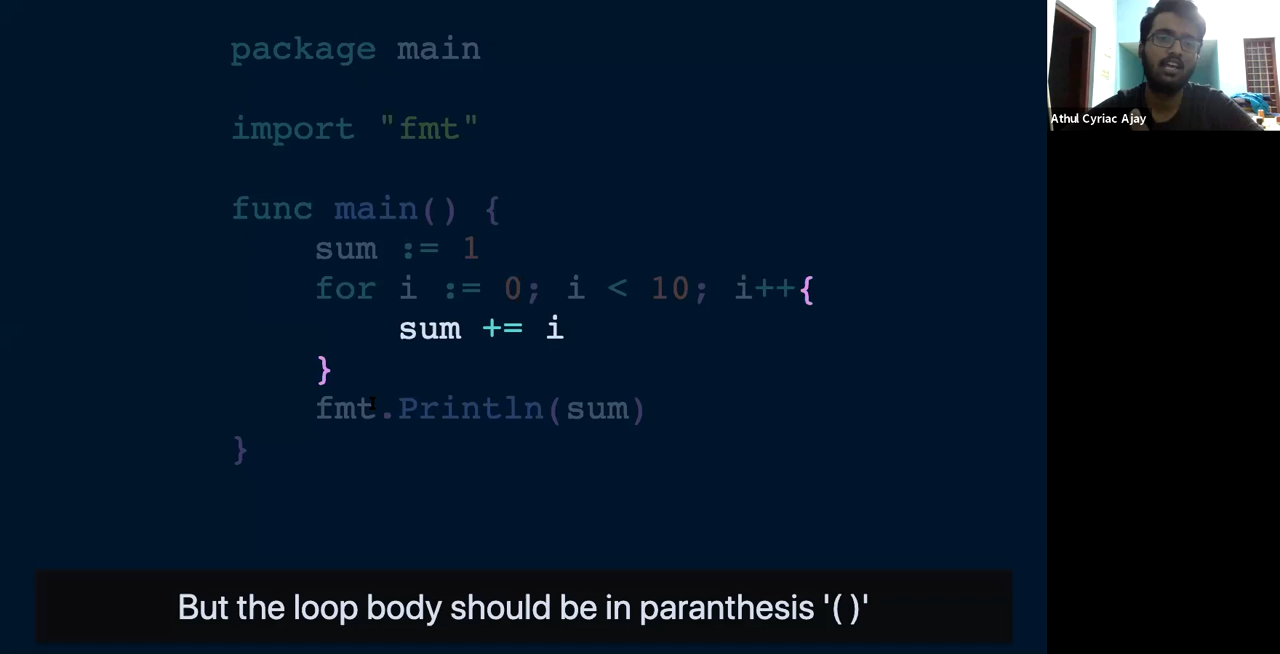 package main
import "fmt"
func main() {
sum := 1
for i := 0; i < 10; i++{
sum += i
}
fmt.Println(sum)
}
But the loop body should be in paranthesis '( )'
Athul Cyriac Ajay